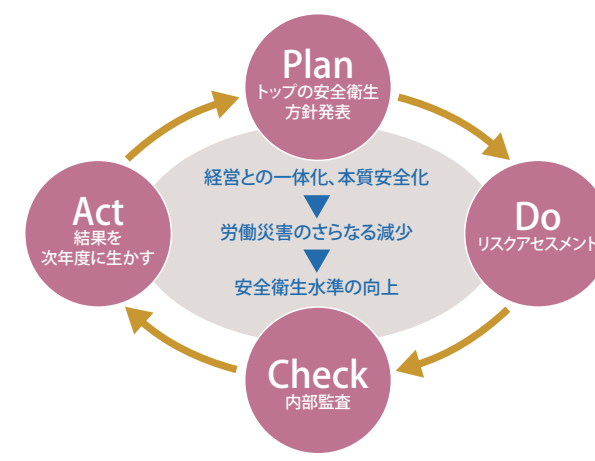 Plan
トップの安全衛生
方針発表
経営との一体化、本質安全化
労働災害のさらなる減少
安全衛生水準の向上
Act
結果を
次年度に生かす
Do
リスクアセスメント
Check
内部監査